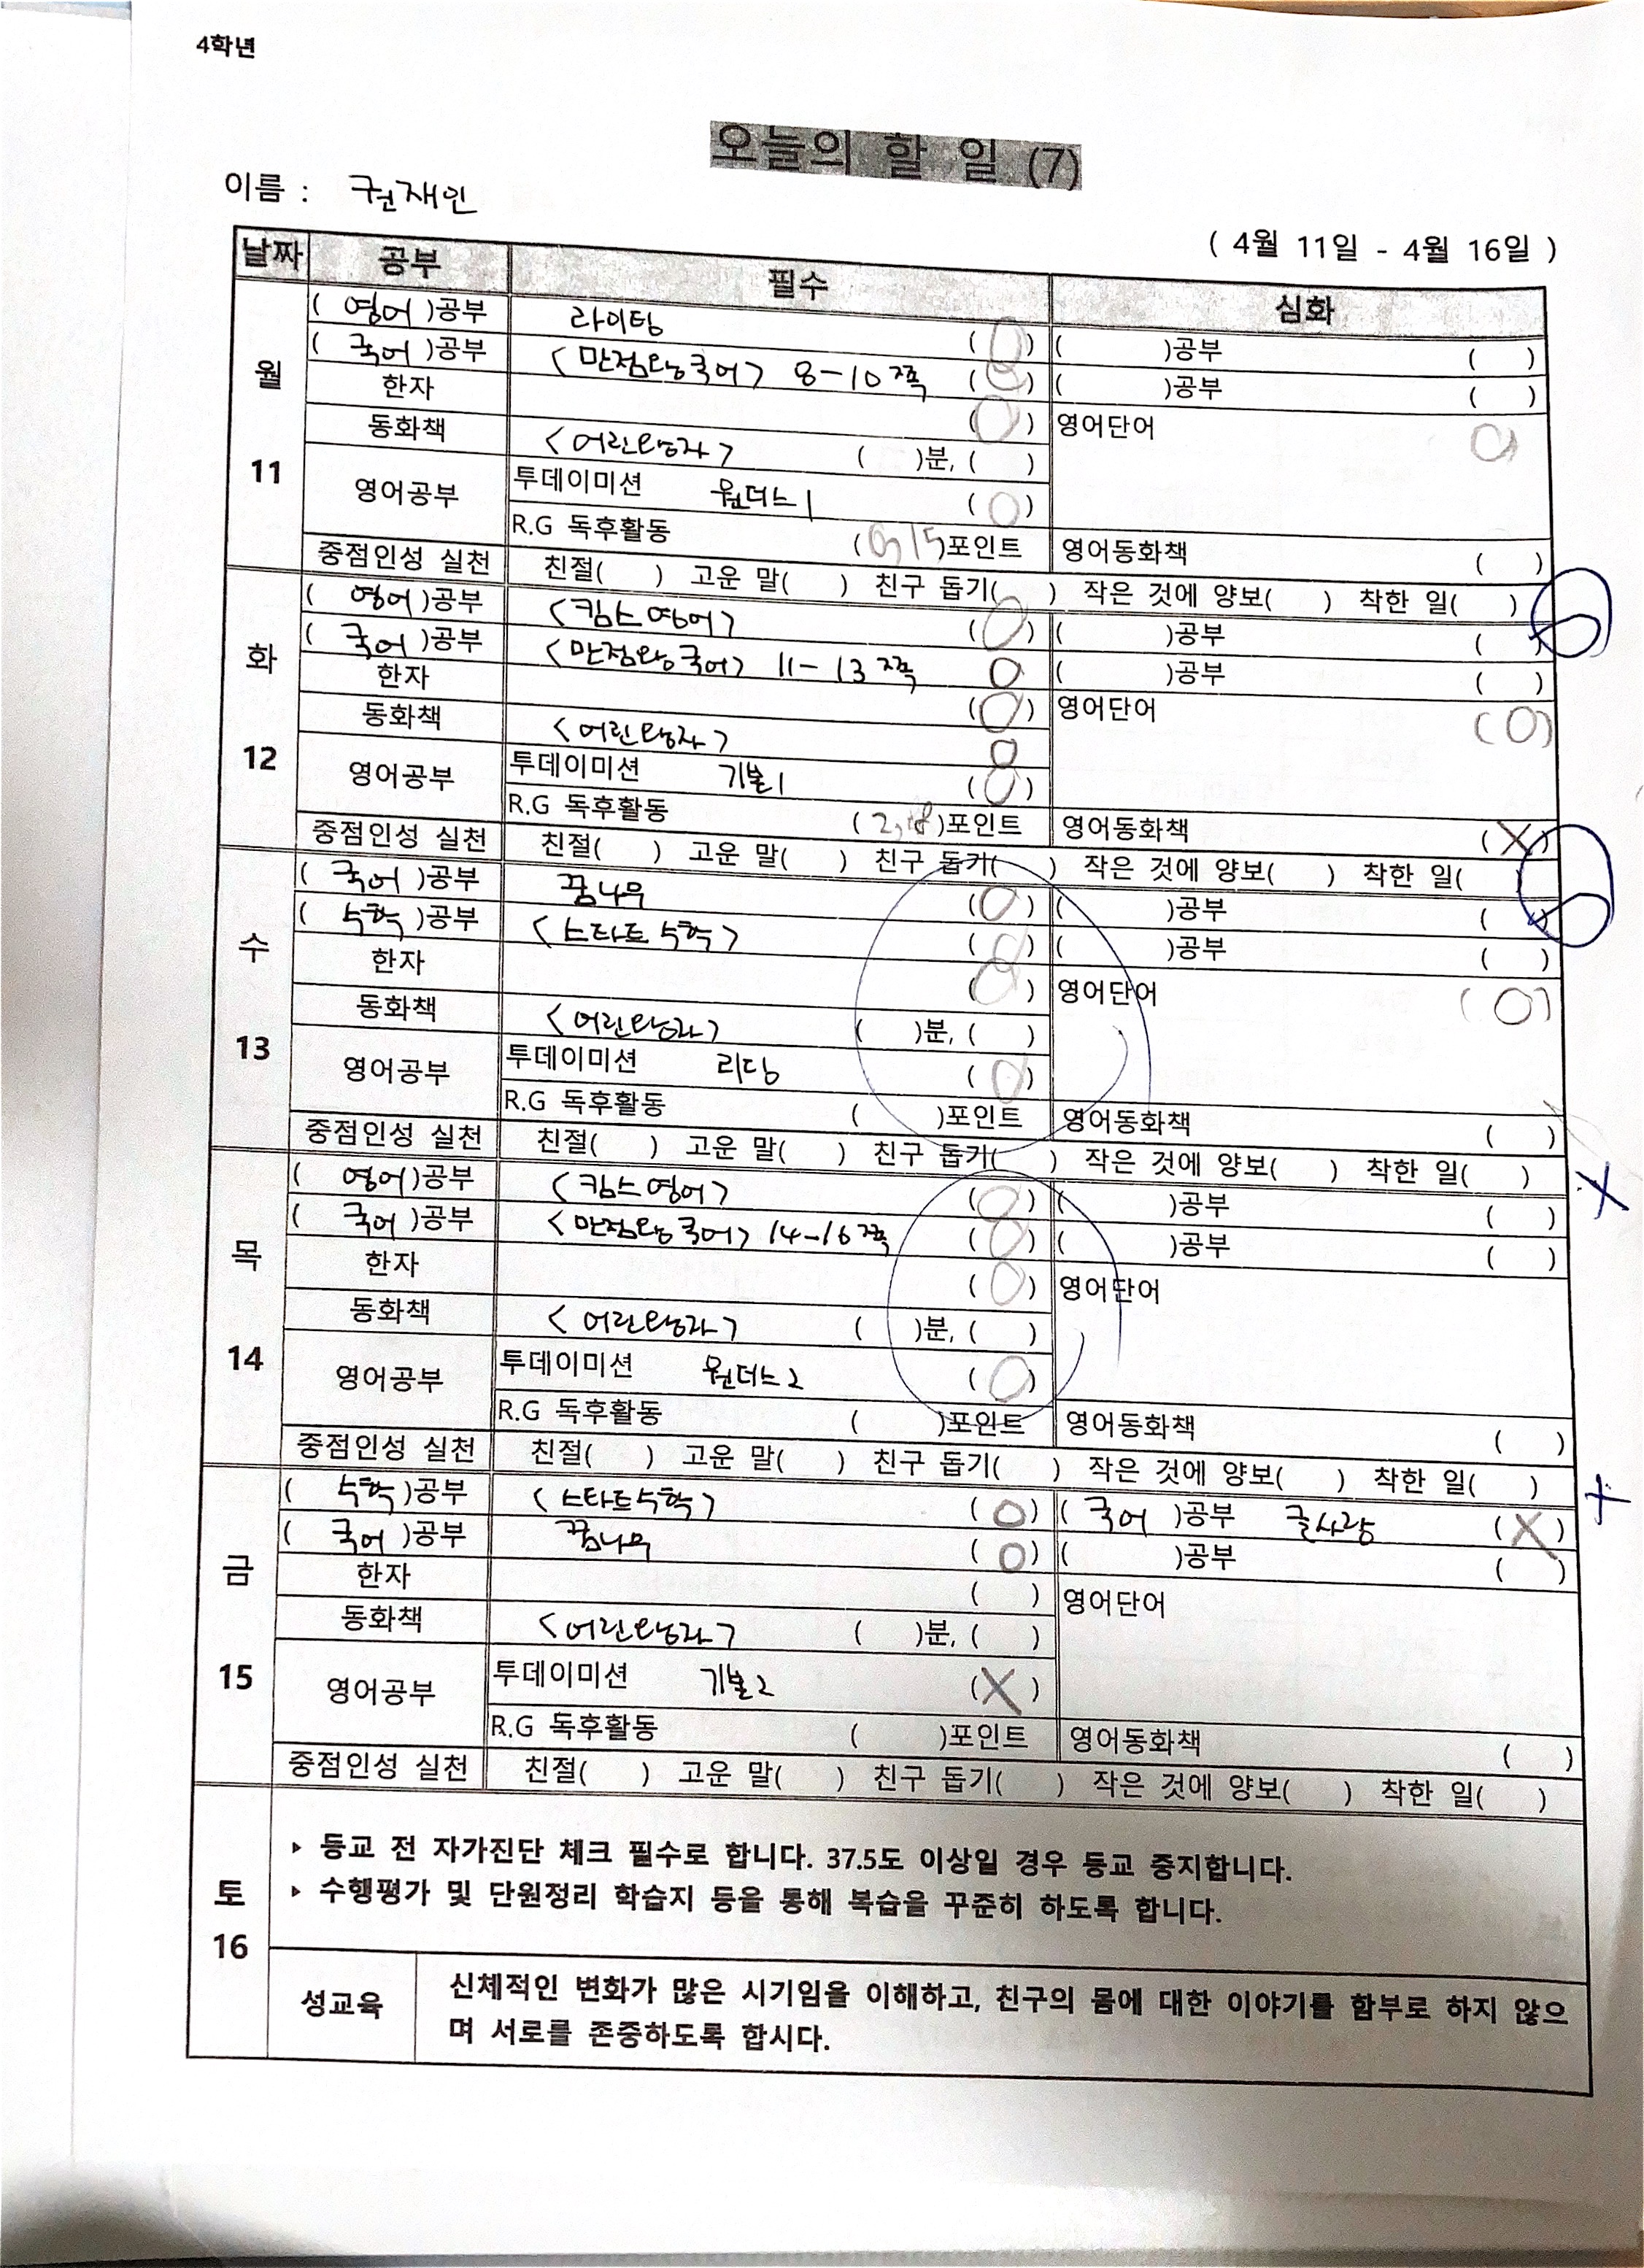 4학년
오늘의 할 일 (7)
이름 : 권재인
( 4월 11일 - 4월 16일 )
날짜 공부 필수 심화
월 11
( 영어 )공부 라이팅 ( O ) ( )공부 ( )
( 국어 )공부 <만점왕국어> 8-10쪽 ( O ) ( )공부 ( )
한자 ( O ) 영어단어 O
동화책 <어린왕자> ( )분, ( )
영어공부 투데이미션 원더스1 ( O )
R.G 독후활동 ( )포인트 영어동화책 ( )
중점인성 실천 친절( ) 고운 말( ) 친구 돕기( ) 작은 것에 양보( ) 착한 일( )
화 12
( 영어 )공부 <킴스영어> ( O ) ( )공부 ( )
( 국어 )공부 <만점왕국어> 11-13쪽 O ( )공부 ( )
한자 ( O ) 영어단어 ( O )
동화책 <어린왕자> O
영어공부 투데이미션 기본1 ( O )
R.G 독후활동 ( )포인트 영어동화책 ( X )
중점인성 실천 친절( ) 고운 말( ) 친구 돕기( ) 작은 것에 양보( ) 착한 일(
수 13
( 국어 )공부 꿈나무 ( O ) ( )공부 ( )
( 수학 )공부 <스타트수학> ( O ) ( )공부 ( )
한자 ( O ) 영어단어 ( O )
동화책 <어린왕자> ( )분, ( )
영어공부 투데이미션 리딩 ( O )
R.G 독후활동 ( )포인트 영어동화책 ( )
중점인성 실천 친절( ) 고운 말( ) 친구 돕기( ) 작은 것에 양보( ) 착한 일( ) X
목 14
( 영어 )공부 <킴스영어> ( O ) ( )공부 ( )
( 국어 )공부 <만점왕국어> 14-16쪽 ( O ) ( )공부 ( )
한자 ( O ) 영어단어
동화책 <어린왕자> ( )분, ( )
영어공부 투데이미션 원더스2 ( O )
R.G 독후활동 ( )포인트 영어동화책 ( )
중점인성 실천 친절( ) 고운 말( ) 친구 돕기( ) 작은 것에 양보( ) 착한 일( ) X
금 15
( 수학 )공부 <스타트수학> ( O ) ( 국어 )공부 글사랑 ( X )
( 국어 )공부 꿈나무 ( O ) ( )공부 ( )
한자 ( ) 영어단어
동화책 <어린왕자> ( )분, ( )
영어공부 투데이미션 기본2 ( X )
R.G 독후활동 ( )포인트 영어동화책 ( )
중점인성 실천 친절( ) 고운 말( ) 친구 돕기( ) 작은 것에 양보( ) 착한 일( )
토 16
▸ 등교 전 자가진단 체크 필수로 합니다. 37.5도 이상일 경우 등교 중지합니다.
▸ 수행평가 및 단원정리 학습지 등을 통해 복습을 꾸준히 하도록 합니다.
성교육
신체적인 변화가 많은 시기임을 이해하고, 친구의 몸에 대한 이야기를 함부로 하지 않으
며 서로를 존중하도록 합시다.